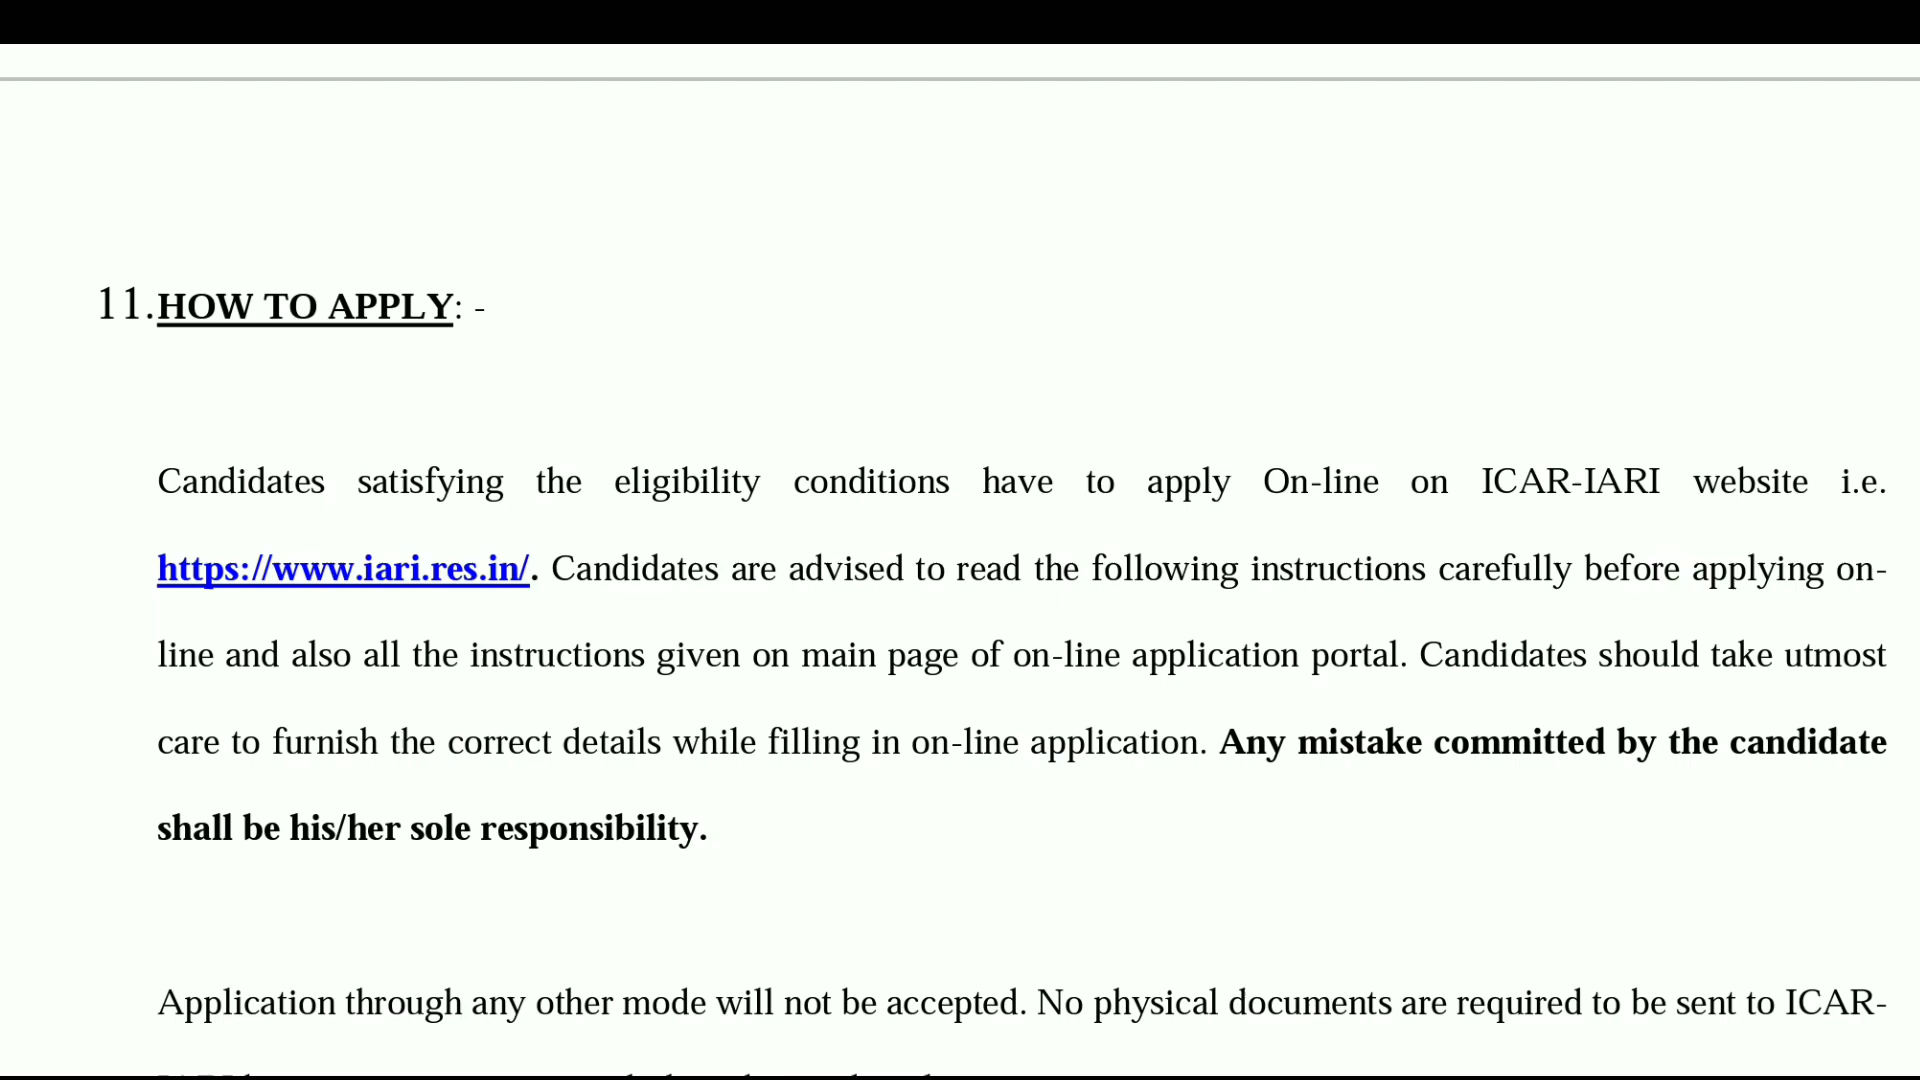 11.HOW TO APPLY: -
Candidates satisfying the eligibility conditions have to apply On-line on ICAR-IARI website i.e.
https://www.iari.res.in/. Candidates are advised to read the following instructions carefully before applying on-
line and also all the instructions given on main page of on-line application portal. Candidates should take utmost
care to furnish the correct details while filling in on-line application. Any mistake committed by the candidate
shall be his/her sole responsibility.
Application through any other mode will not be accepted. No physical documents are required to be sent to ICAR-